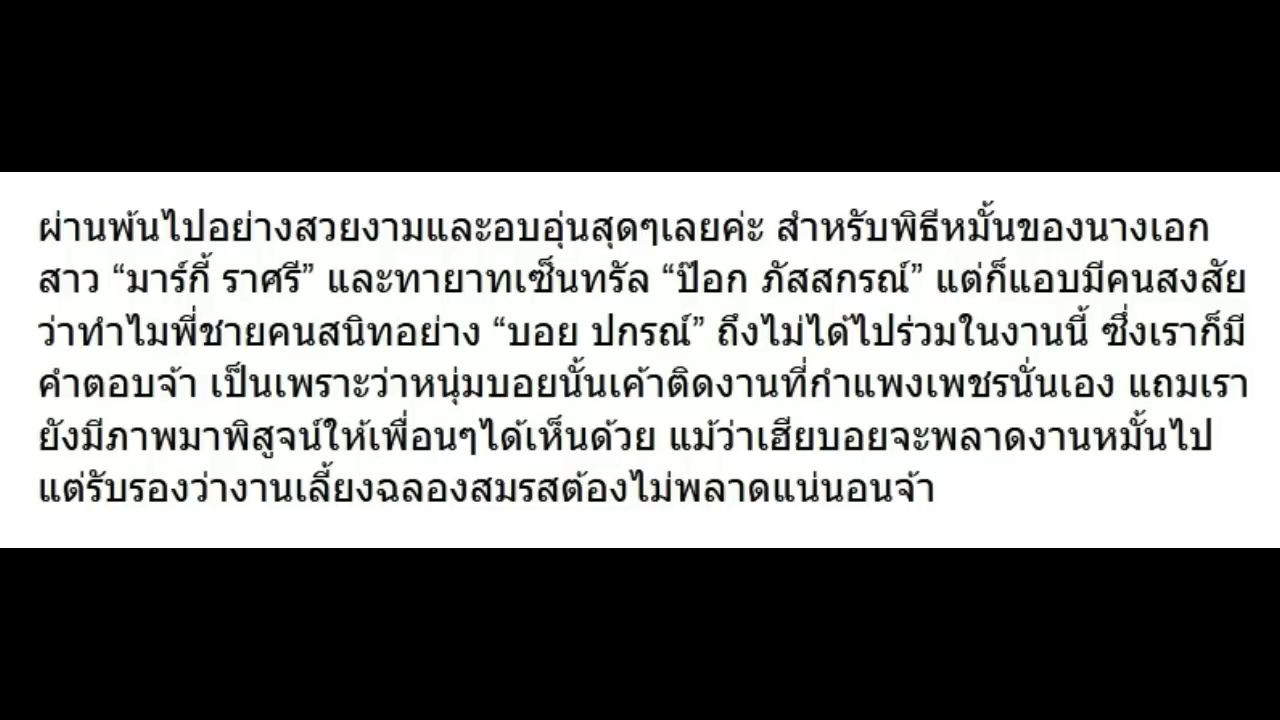 ผ่านพ้นไปอย่างสวยงามและอบอุ่นสุดๆเลยค่ะ สำหรับพิธีหมั้นของนางเอก
สาว “มาร์กี้ ราศรี” และทายาทเซ็นทรัล “ป๊อก ภัสสกรณ์” แต่ก็แอบมีคนสงสัย
ว่าทำไมพี่ชายคนสนิทอย่าง “บอย ปกรณ์” ถึงไม่ได้ไปร่วมในงานนี้ ซึ่งเราก็มี
คำตอบจ้า เป็นเพราะว่าหนุ่มบอยนั้นเค้าติดงานที่กำแพงเพชรนั่นเอง แถมเรา
ยังมีภาพมาพิสูจน์ให้เพื่อนๆได้เห็นด้วย แม้ว่าเฮียบอยจะพลาดงานหมั้นไป
แต่รับรองว่างานเลี้ยงฉลองสมรสต้องไม่พลาดแน่นอนจ้า